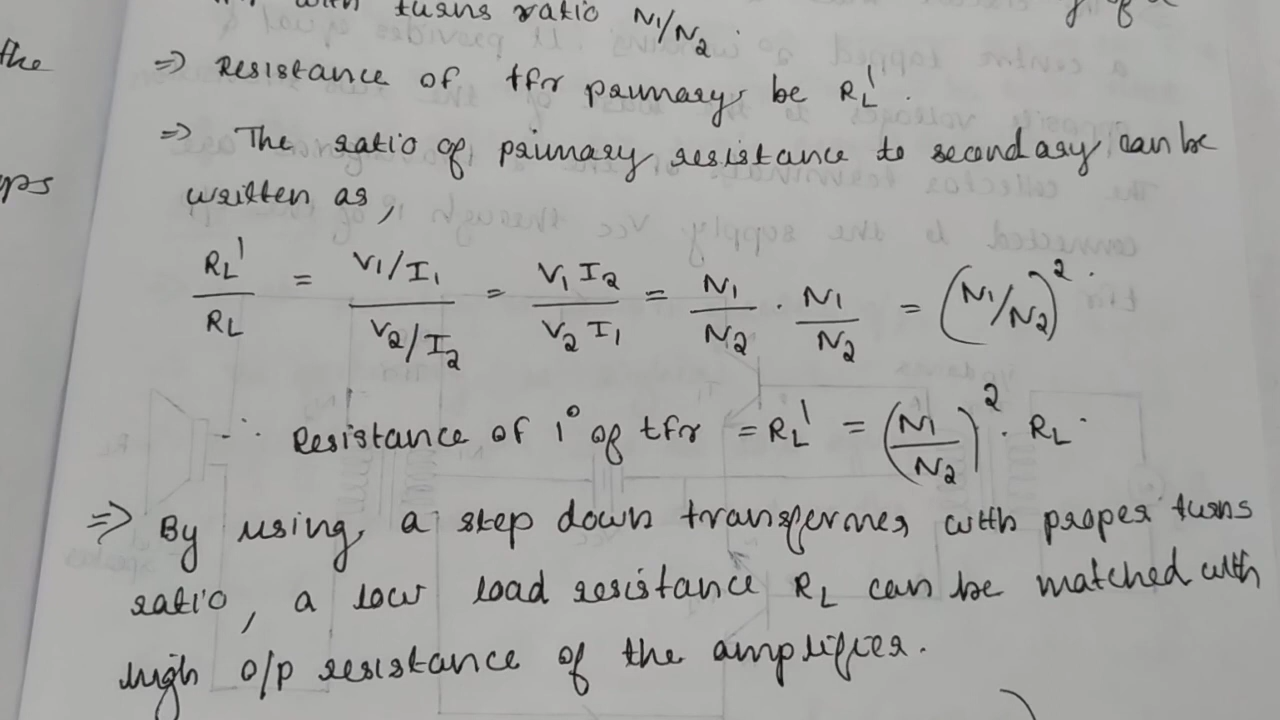 with turns ratio N1/N2.
the
⇒ Resistance of tfr primary be RL'.
⇒ The ratio of primary resistance to secondary can be
ps
written as,
RL'/RL = (V1/I1)/(V2/I2) = V1 I2/V2 I1 = N1/N2 . N1/N2 = (N1/N2)².
∴ Resistance of 1° of tfr = RL' = (N1/N2)² . RL.
⇒ By using a step down transformer with proper turns
ratio, a low load resistance RL can be matched with
high o/p resistance of the amplifier.